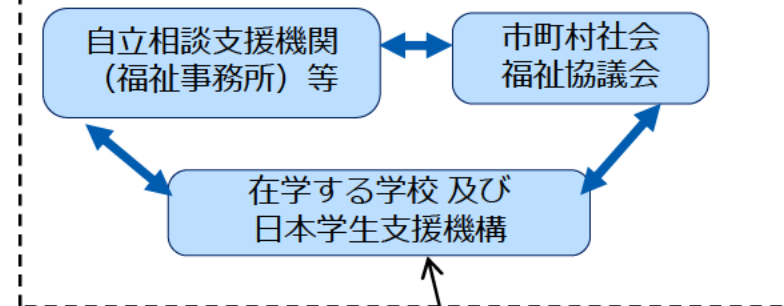 自立相談支援機関
（福祉事務所）等
市町村社会
福祉協議会
在学する学校 及び
日本学生支援機構